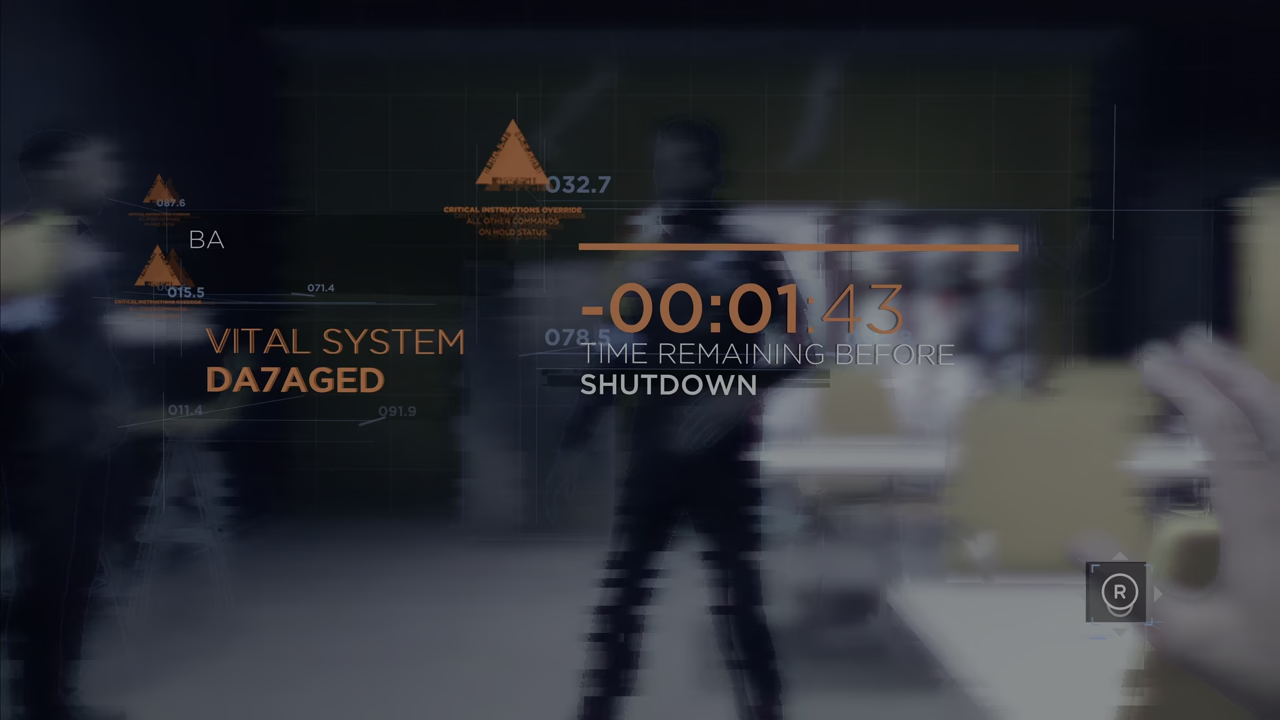 032.7
CRITICAL INSTRUCTIONS OVERRIDE
ALL OTHER COMMANDS
ON HOLD STATUS
087.6
BA
015.5
071.4
-00:01:43
078.5
VITAL SYSTEM
DA7AGED
TIME REMAINING BEFORE
SHUTDOWN
011.4
091.9
R